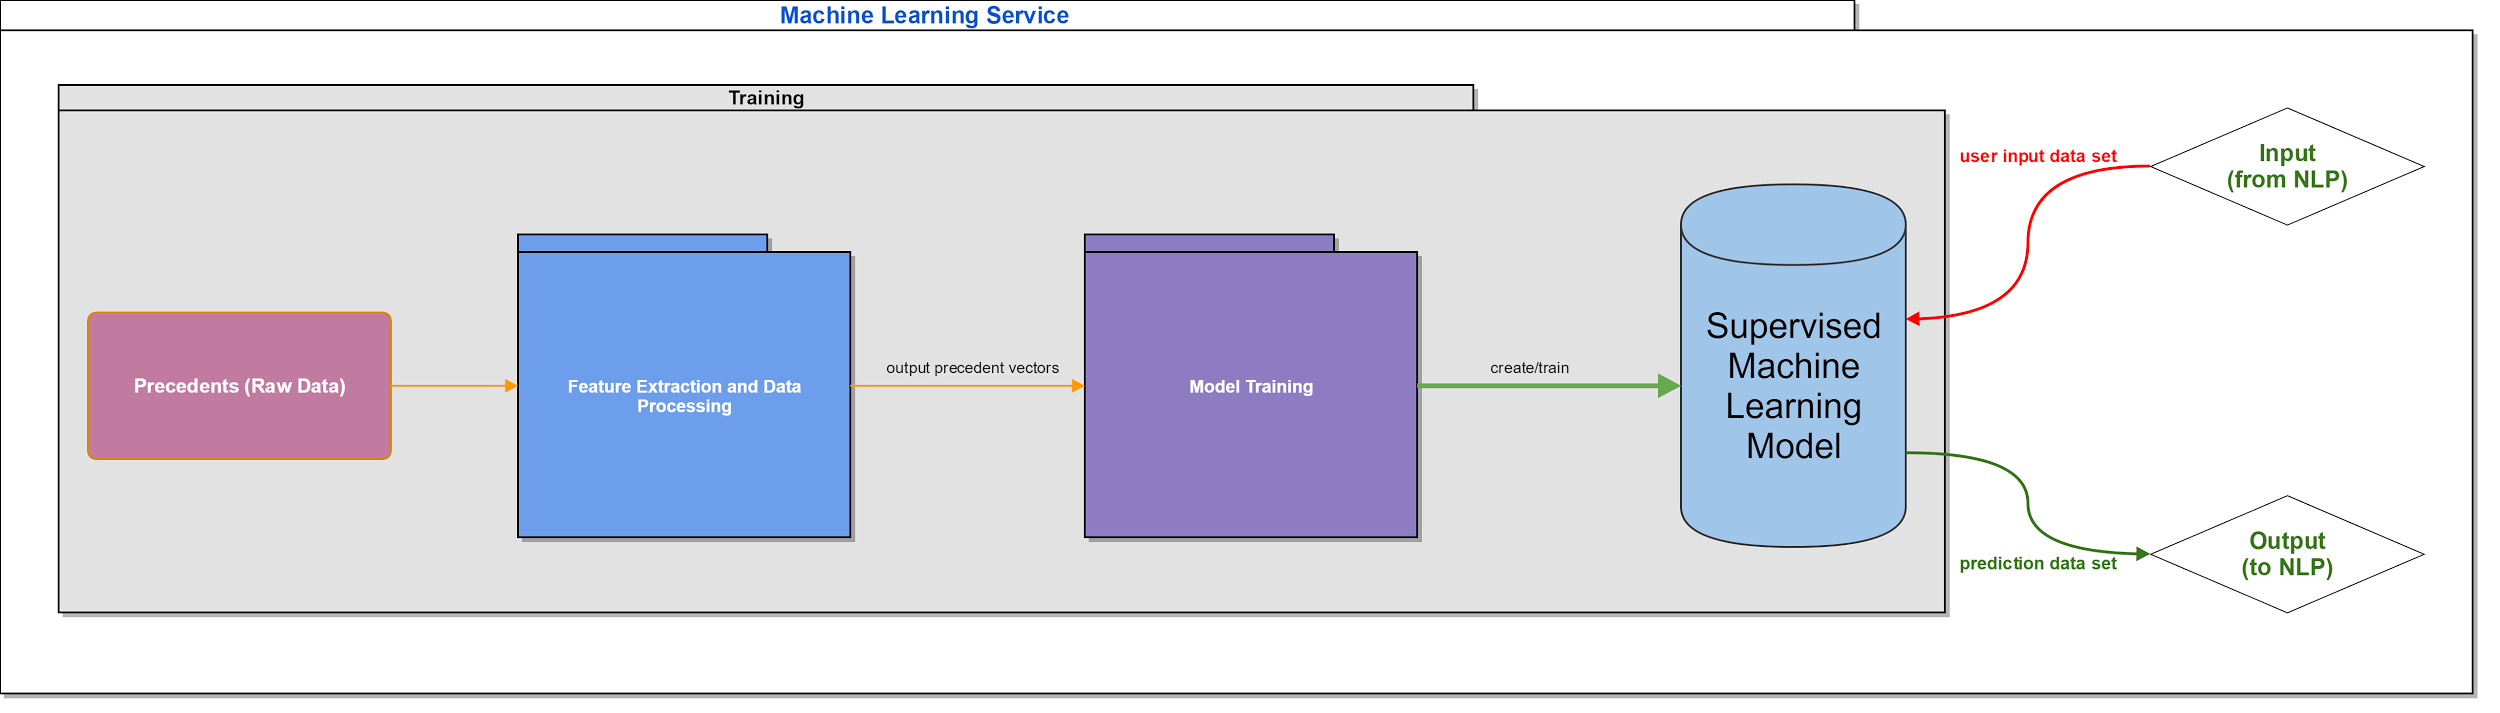 Machine Learning Service
Training
Precedents (Raw Data)
Feature Extraction and Data
Processing
output precedent vectors
Model Training
create/train
Supervised
Machine
Learning
Model
user input data set
Input
(from NLP)
prediction data set
Output
(to NLP)